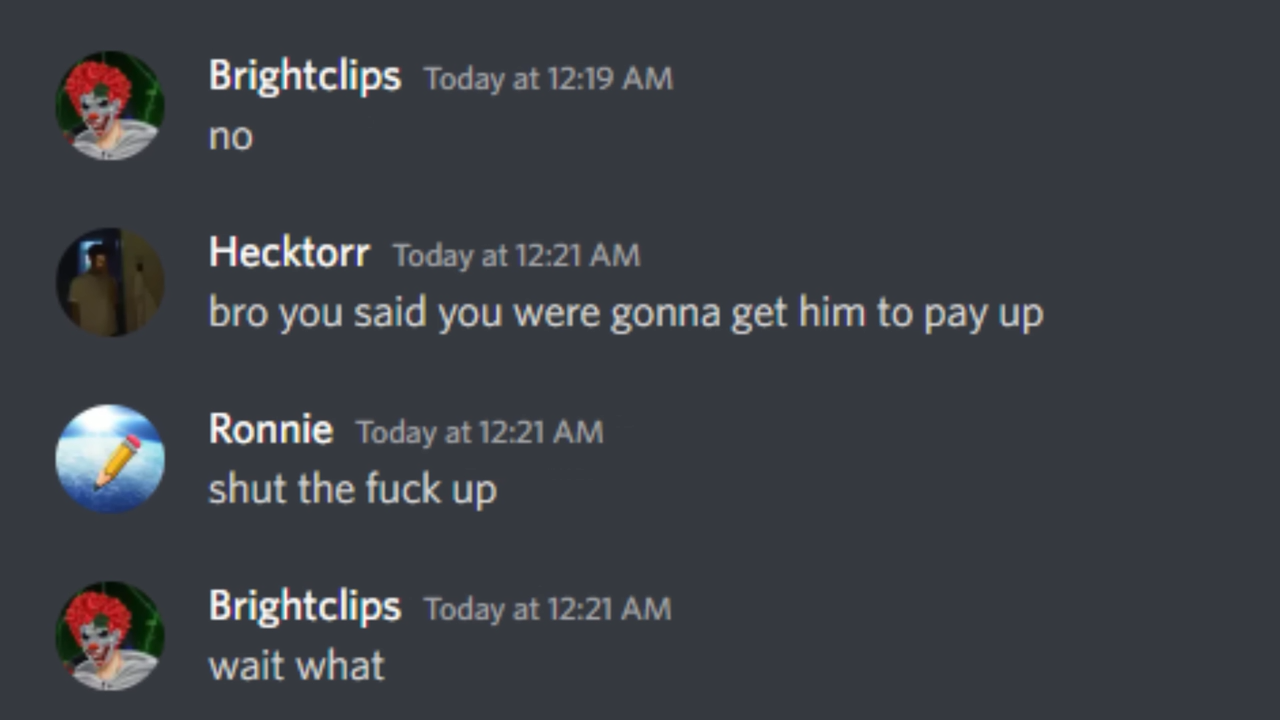 Brightclips Today at 12:19 AM
no
Hecktorr Today at 12:21 AM
bro you said you were gonna get him to pay up
Ronnie Today at 12:21 AM
shut the fuck up
Brightclips Today at 12:21 AM
wait what